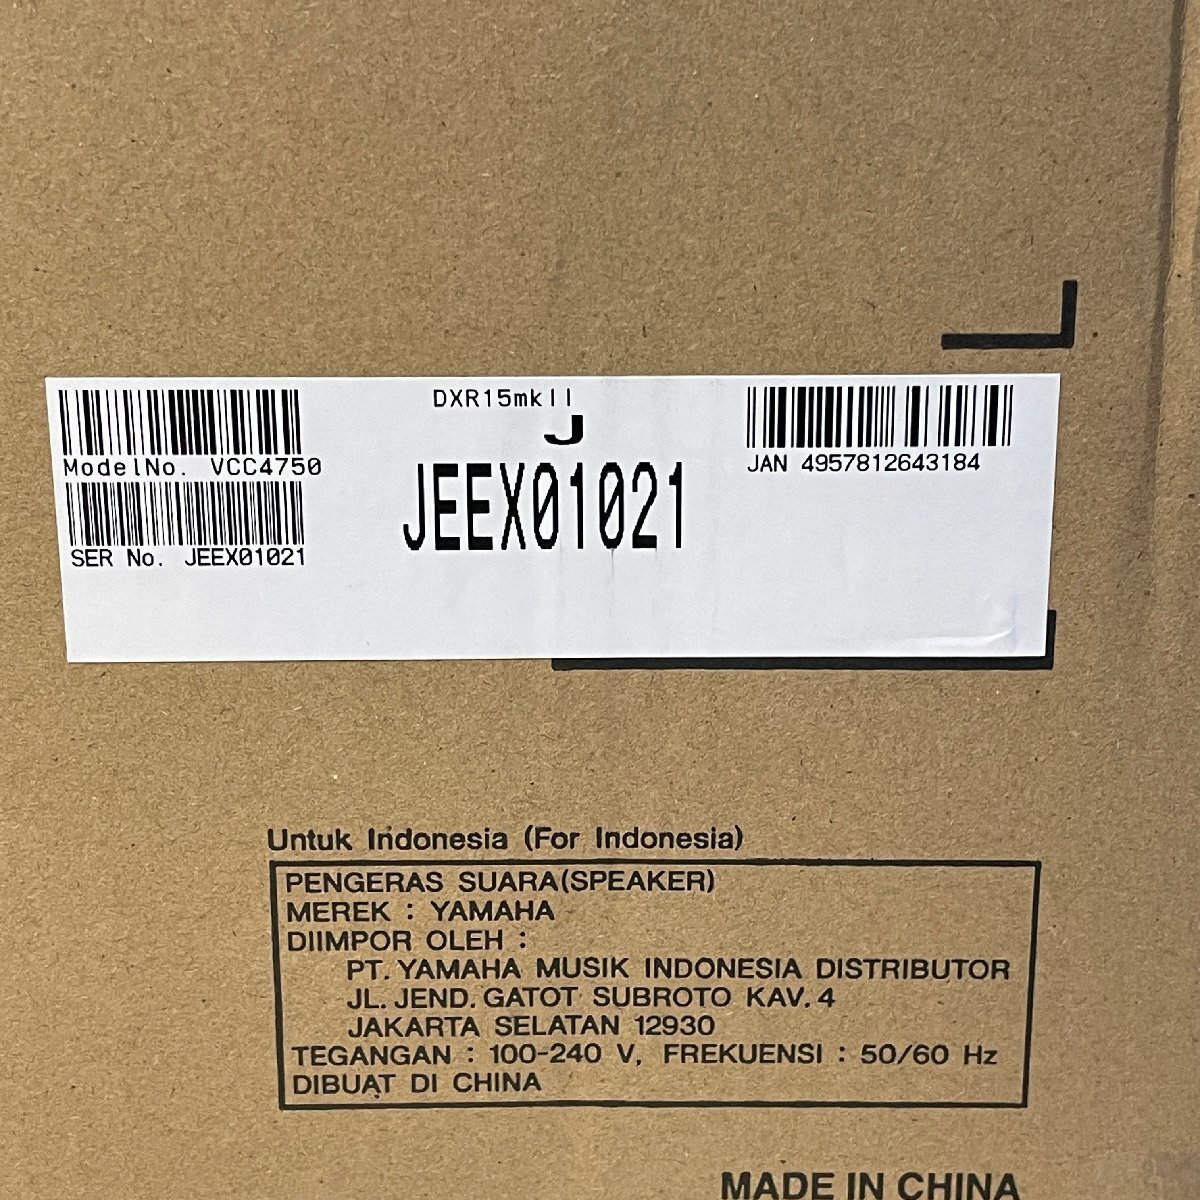 DXR15mkII
J
JEEX01021
ModelNo. VCC4750
SER No. JEEX01021
JAN 4957812643184
Untuk Indonesia (For Indonesia)
PENGERAS SUARA(SPEAKER)
MEREK : YAMAHA
DIIMPOR OLEH :
PT. YAMAHA MUSIK INDONESIA DISTRIBUTOR
JL. JEND. GATOT SUBROTO KAV. 4
JAKARTA SELATAN 12930
TEGANGAN : 100-240 V, FREKUENSI : 50/60 Hz
DIBUAT DI CHINA
MADE IN CHINA